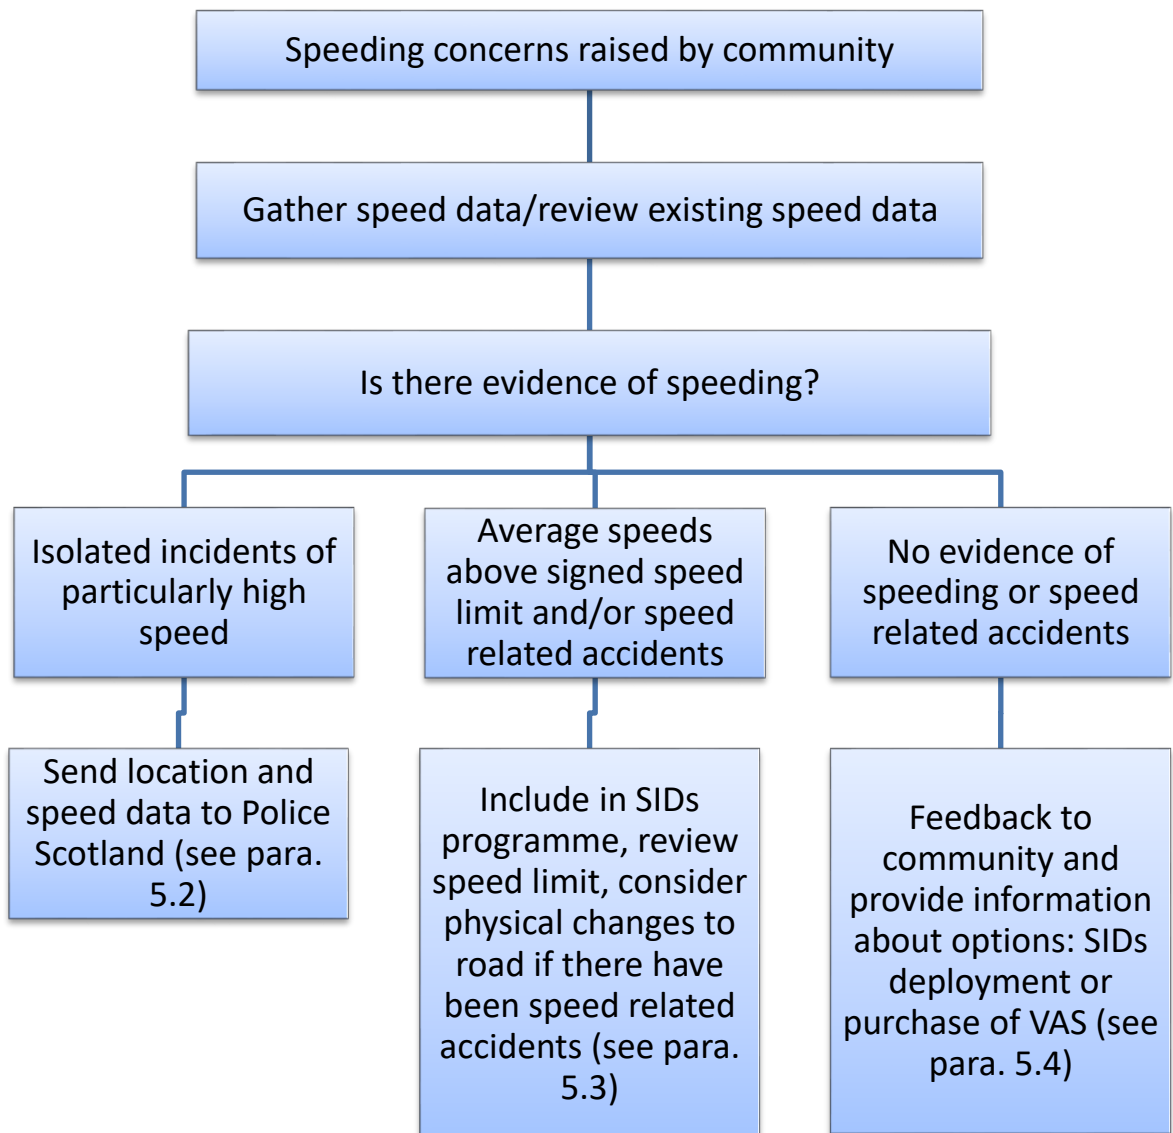 Speeding concerns raised by community
Gather speed data/review existing speed data
Is there evidence of speeding?
Isolated incidents of
particularly high
speed
Average speeds
above signed speed
limit and/or speed
related accidents
No evidence of
speeding or speed
related accidents
Send location and
speed data to Police
Scotland (see para.
5.2)
Include in SIDs
programme, review
speed limit, consider
physical changes to
road if there have
been speed related
accidents (see para.
5.3)
Feedback to
community and
provide information
about options: SIDs
deployment or
purchase of VAS (see
para. 5.4)